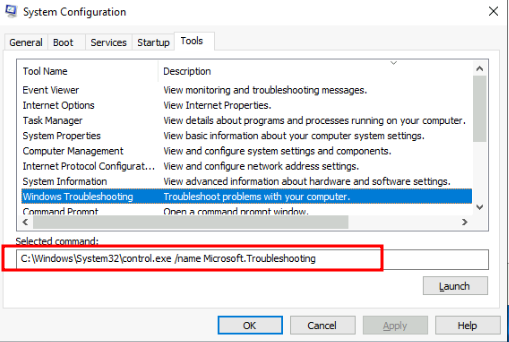 System Configuration
General Boot Services Startup Tools
Tool Name Description
Event Viewer View monitoring and troubleshooting messages.
Internet Options View Internet Properties.
Task Manager View details about programs and processes running on your computer.
System Properties View basic information about your computer system settings.
Computer Management View and configure system settings and components.
Internet Protocol Configurat... View and configure network address settings.
System Information View advanced information about hardware and software settings.
Windows Troubleshooting Troubleshoot problems with your computer.
Command Prompt Open a command prompt window.
Selected command:
C:\Windows\System32\control.exe /name Microsoft.Troubleshooting
Launch
OK Cancel Apply Help